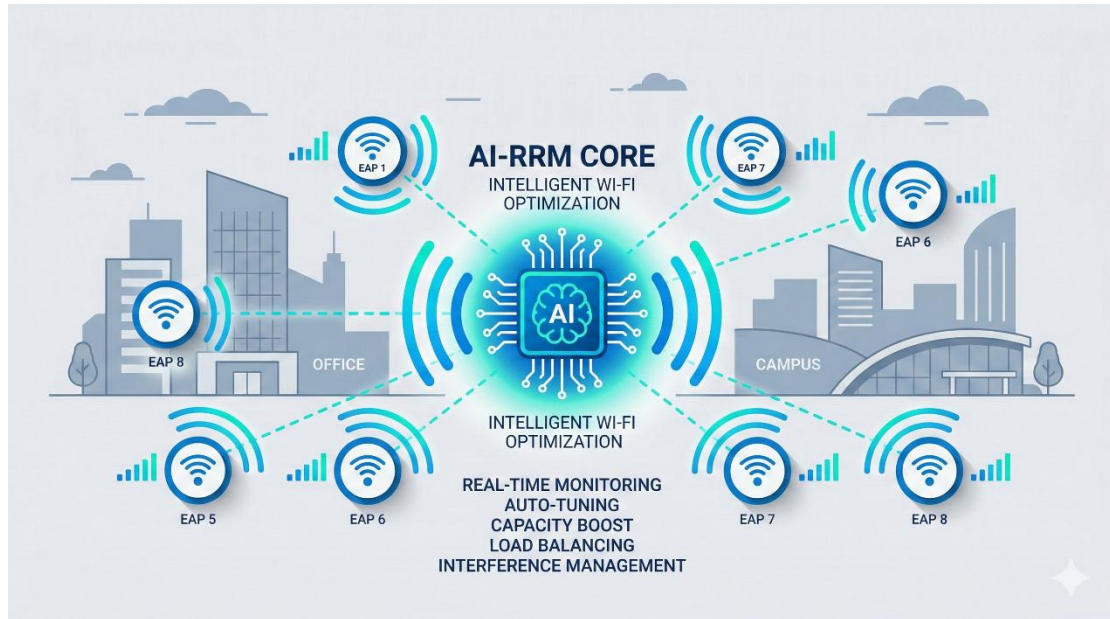 EAP 1
AI-RRM CORE
INTELLIGENT WI-FI
OPTIMIZATION
EAP 7
EAP 6
EAP 8
OFFICE
AI
CAMPUS
INTELLIGENT WI-FI
OPTIMIZATION
EAP 5
EAP 6
EAP 7
EAP 8
REAL-TIME MONITORING
AUTO-TUNING
CAPACITY BOOST
LOAD BALANCING
INTERFERENCE MANAGEMENT